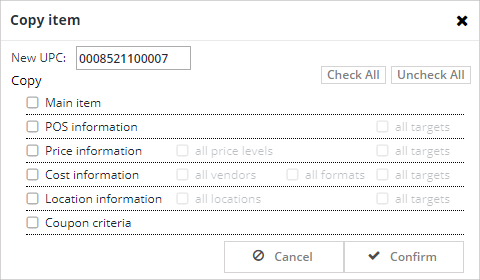 Copy item
New UPC: 0008521100007
Copy Check All Uncheck All
Main item
POS information all targets
Price information all price levels all targets
Cost information all vendors all formats all targets
Location information all locations all targets
Coupon criteria
Cancel Confirm